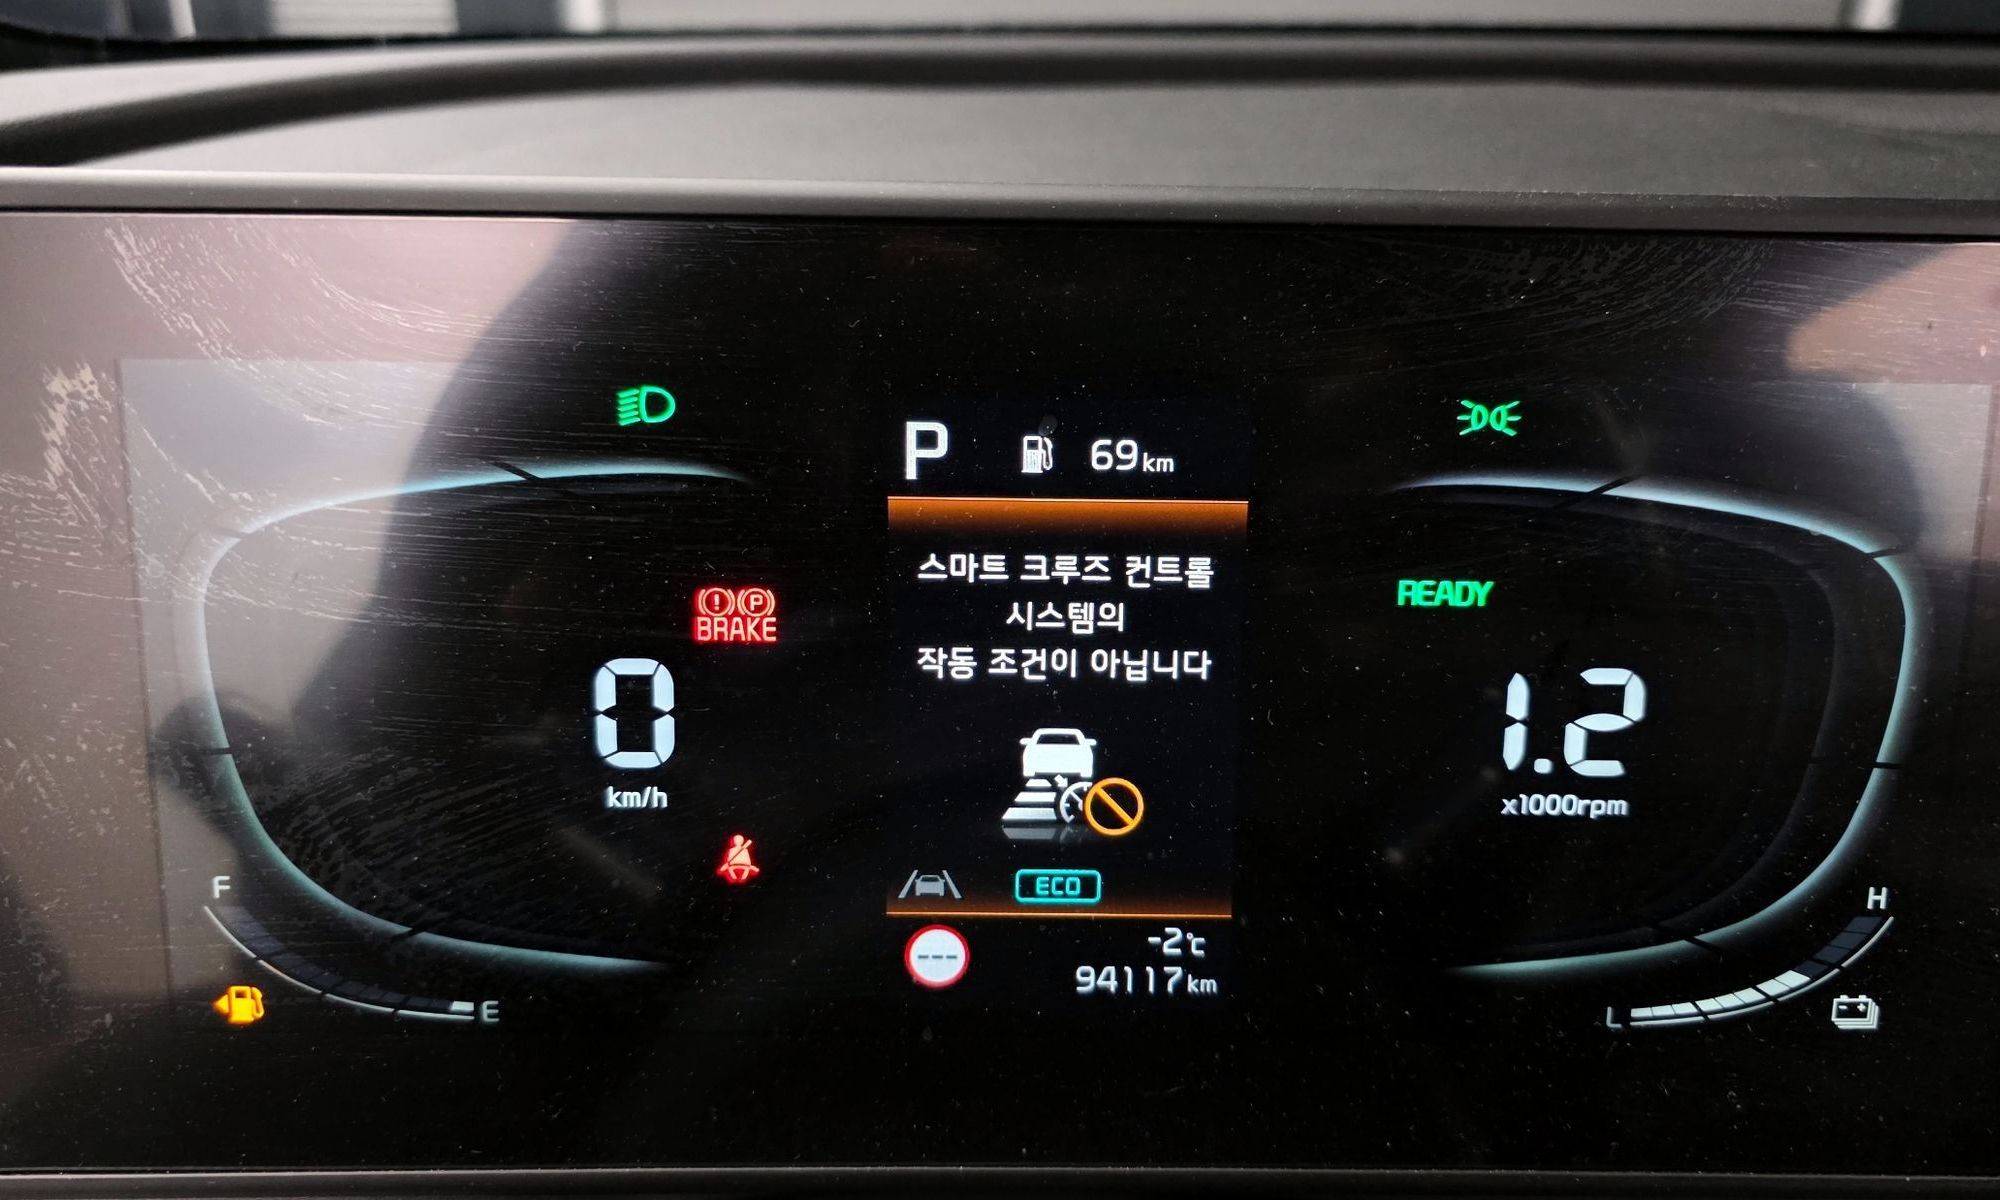 P 69km
스마트 크루즈 컨트롤
시스템의
작동 조건이 아닙니다
BRAKE
0
km/h
READY
1.2
x1000rpm
ECO
F
E
---
-2℃
94117km
H
L